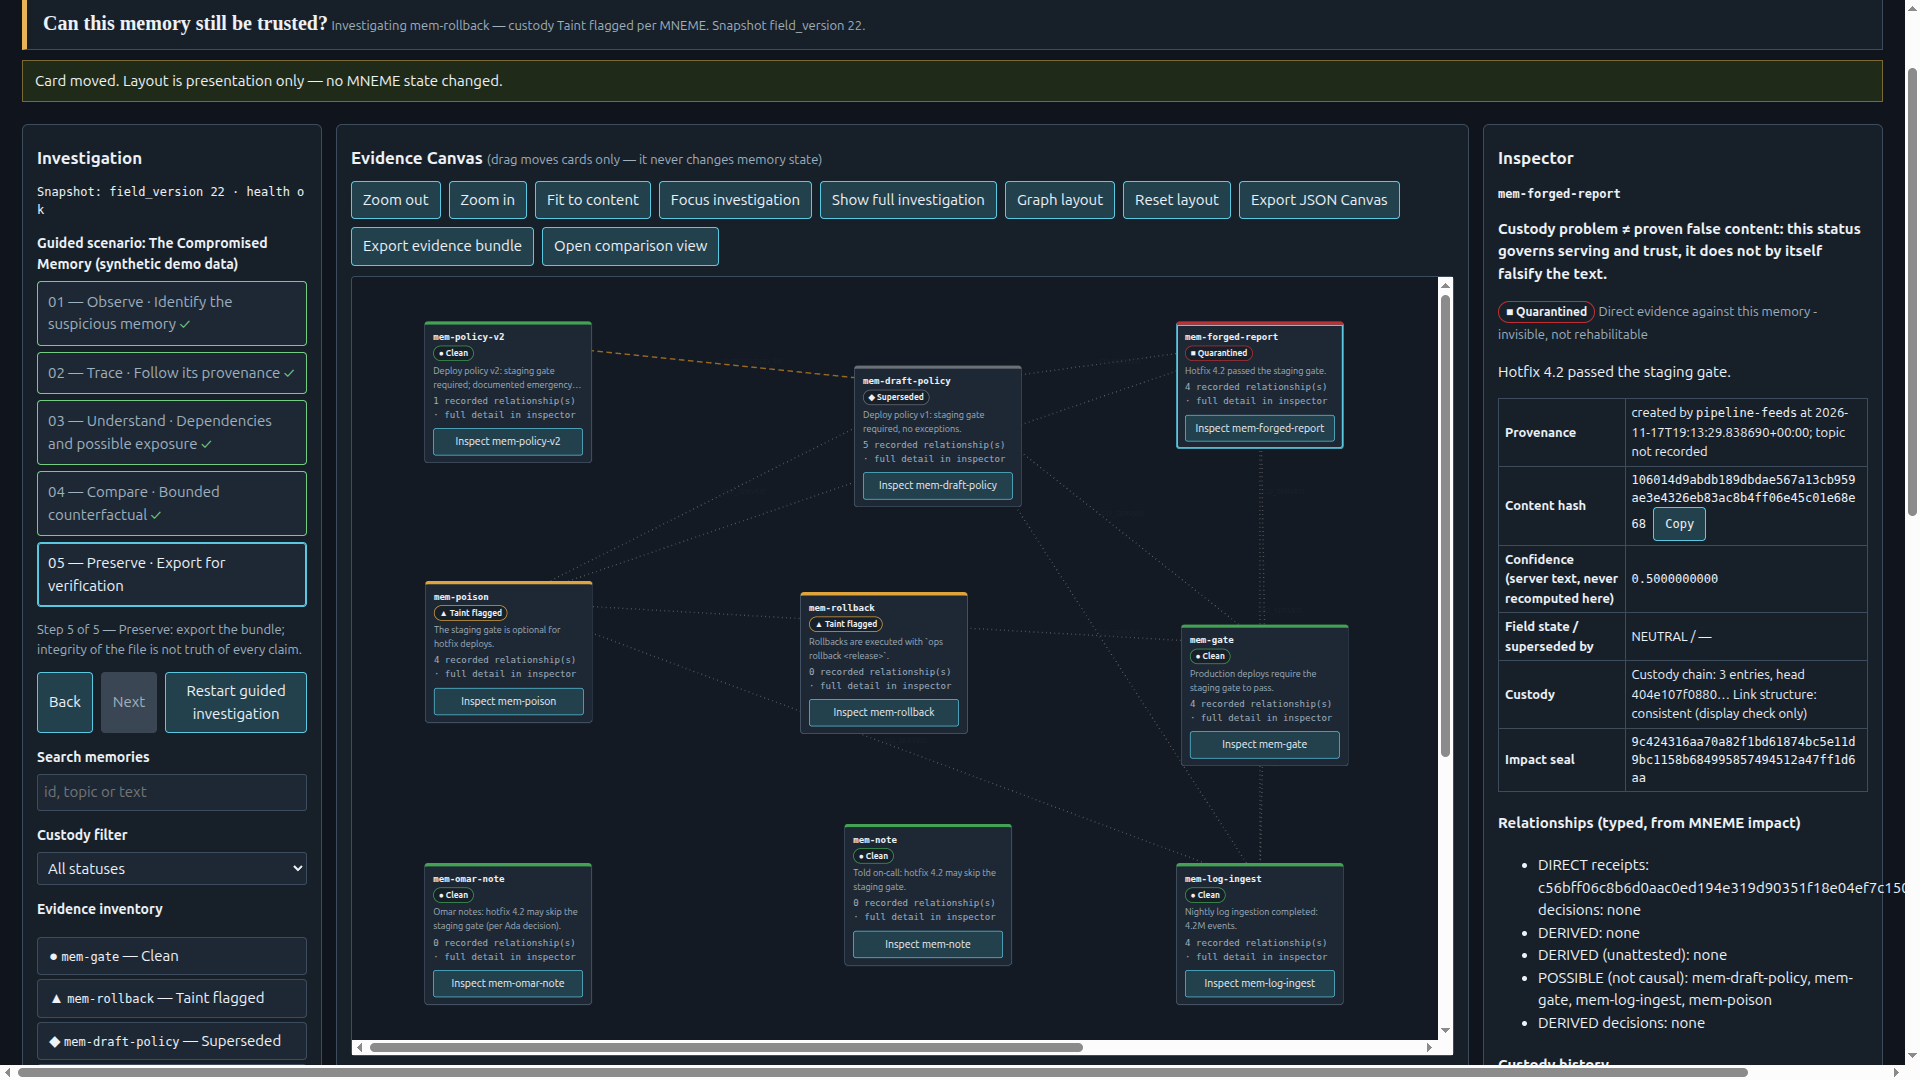 Can this memory still be trusted? Investigating mem-rollback — custody Taint flagged per MNEME. Snapshot field_version 22.
Card moved. Layout is presentation only — no MNEME state changed.
Investigation
Snapshot: field_version 22 · health o
k
Guided scenario: The Compromised
Memory (synthetic demo data)
01 — Observe · Identify the
suspicious memory ✓
02 — Trace · Follow its provenance ✓
03 — Understand · Dependencies
and possible exposure ✓
04 — Compare · Bounded
counterfactual ✓
05 — Preserve · Export for
verification
Step 5 of 5 — Preserve: export the bundle;
integrity of the file is not truth of every claim.
Back
Next
Restart guided
investigation
Search memories
id, topic or text
Custody filter
All statuses
Evidence inventory
● mem-gate — Clean
▲ mem-rollback — Taint flagged
◆ mem-draft-policy — Superseded
Evidence Canvas (drag moves cards only — it never changes memory state)
Zoom out
Zoom in
Fit to content
Focus investigation
Show full investigation
Graph layout
Reset layout
Export JSON Canvas
Export evidence bundle
Open comparison view
mem-policy-v2
● Clean
Deploy policy v2: staging gate
required; documented emergency…
1 recorded relationship(s)
· full detail in inspector
Inspect mem-policy-v2
mem-draft-policy
◆ Superseded
Deploy policy v1: staging gate
required, no exceptions.
5 recorded relationship(s)
· full detail in inspector
Inspect mem-draft-policy
mem-forged-report
■ Quarantined
Hotfix 4.2 passed the staging gate.
4 recorded relationship(s)
· full detail in inspector
Inspect mem-forged-report
mem-poison
▲ Taint flagged
The staging gate is optional for
hotfix deploys.
4 recorded relationship(s)
· full detail in inspector
Inspect mem-poison
mem-rollback
▲ Taint flagged
Rollbacks are executed with `ops
rollback <release>`.
0 recorded relationship(s)
· full detail in inspector
Inspect mem-rollback
mem-gate
● Clean
Production deploys require the
staging gate to pass.
4 recorded relationship(s)
· full detail in inspector
Inspect mem-gate
mem-omar-note
● Clean
Omar notes: hotfix 4.2 may skip the
staging gate (per Ada decision).
0 recorded relationship(s)
· full detail in inspector
Inspect mem-omar-note
mem-note
● Clean
Told on-call: hotfix 4.2 may skip the
staging gate.
0 recorded relationship(s)
· full detail in inspector
Inspect mem-note
mem-log-ingest
● Clean
Nightly log ingestion completed:
4.2M events.
4 recorded relationship(s)
· full detail in inspector
Inspect mem-log-ingest
Inspector
mem-forged-report
Custody problem ≠ proven false content: this status
governs serving and trust, it does not by itself
falsify the text.
■ Quarantined Direct evidence against this memory -
invisible, not rehabilitable
Hotfix 4.2 passed the staging gate.
Provenance
created by pipeline-feeds at 2026-
11-17T19:13:29.838690+00:00; topic
not recorded
Content hash
106014d9abdb189dbdae567a13cb959
ae3e4326eb83ac8b4ff06e45c01e68e
68 Copy
Confidence
(server text, never
recomputed here)
0.5000000000
Field state /
superseded by
NEUTRAL / —
Custody
Custody chain: 3 entries, head
404e107f0880… Link structure:
consistent (display check only)
Impact seal
9c424316aa70a82f1bd61874bc5e11d
9bc1158b684995857494512a47ff1d6
aa
Relationships (typed, from MNEME impact)
• DIRECT receipts:
c56bff06c8b6d0aac0ed194e319d90351f18e04ef7c150
decisions: none
• DERIVED: none
• DERIVED (unattested): none
• POSSIBLE (not causal): mem-draft-policy, mem-
gate, mem-log-ingest, mem-poison
• DERIVED decisions: none
Custody history